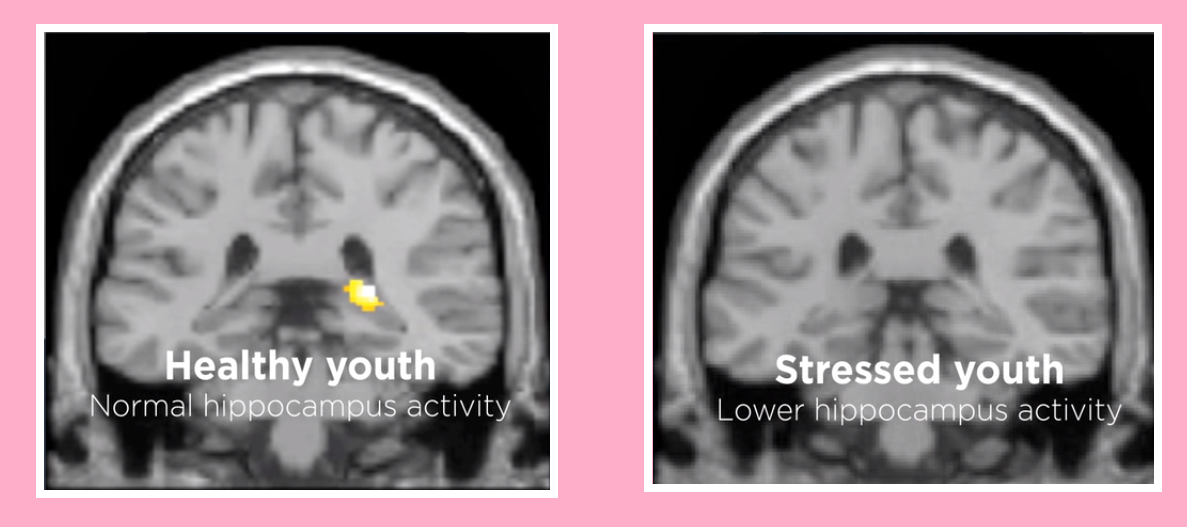 Healthy youth
Normal hippocampus activity
Stressed youth
Lower hippocampus activity